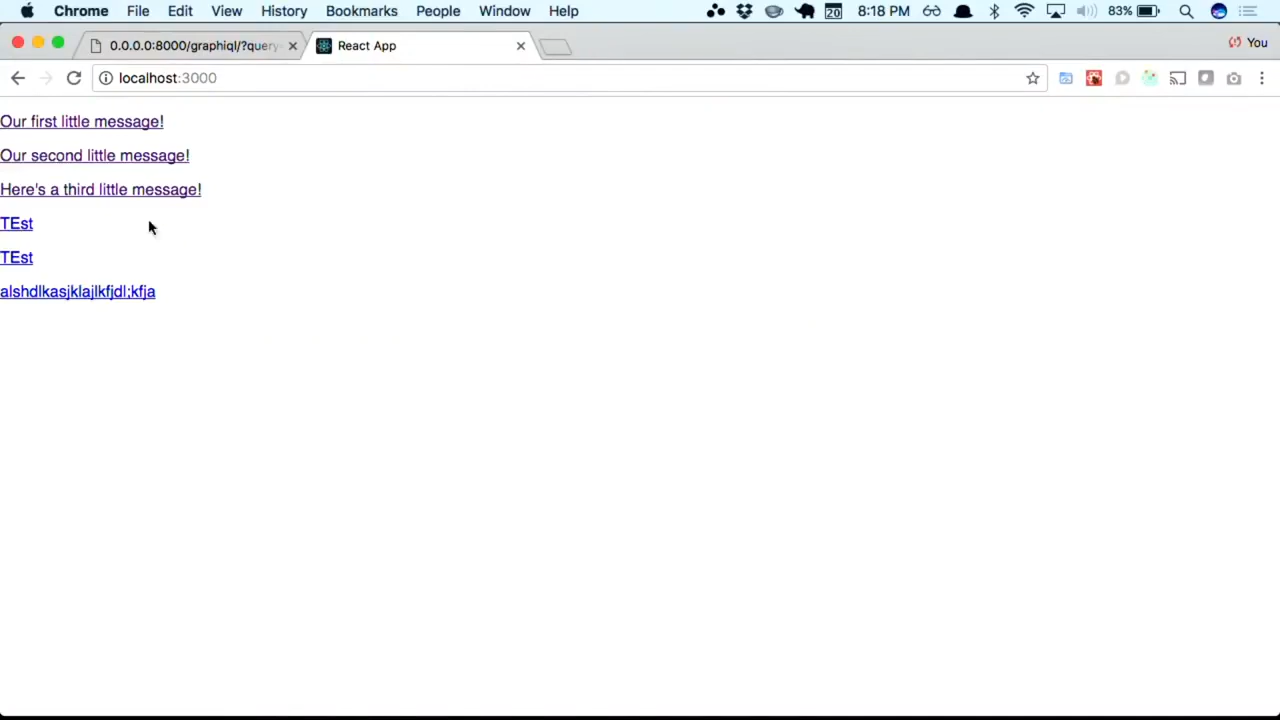 Chrome File Edit View History Bookmarks People Window Help 20 8:18 PM 83%
0.0.0.0:8000/graphiql/?query React App You
localhost:3000
Our first little message!
Our second little message!
Here's a third little message!
TEst
TEst
alshdlkasjklajlkfjdl;kfja